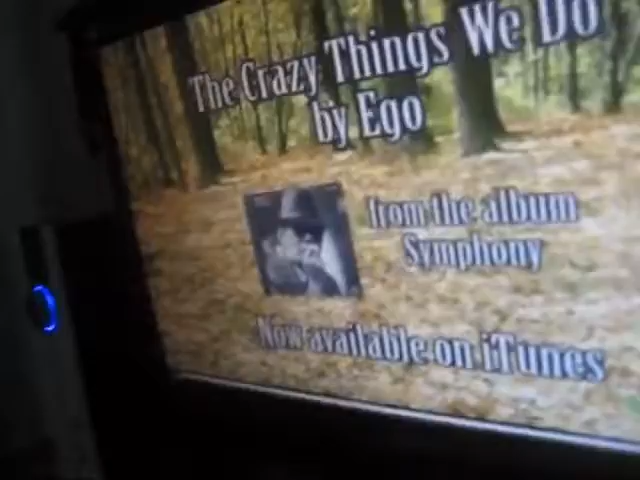 The Crazy Things We Do
by Ego
from the album
Symphony
Now available on iTunes